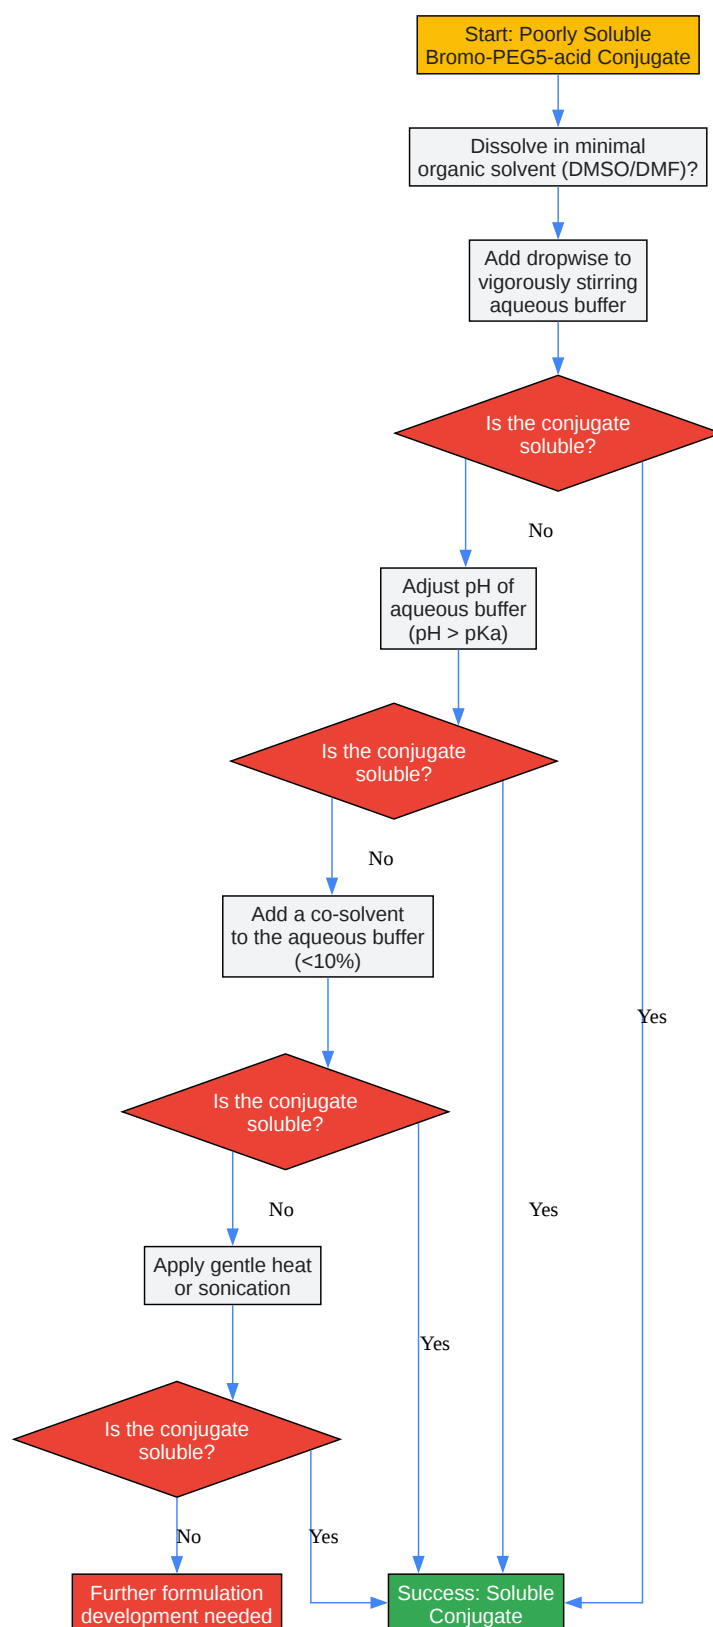 Start: Poorly Soluble
Bromo-PEG5-acid Conjugate
Dissolve in minimal
organic solvent (DMSO/DMF)?
Add dropwise to
vigorously stirring
aqueous buffer
Is the conjugate
soluble?
No
Adjust pH of
aqueous buffer
(pH > pKa)
Is the conjugate
soluble?
No
Add a co-solvent
to the aqueous buffer
(<10%)
Yes
Is the conjugate
soluble?
No
Yes
Apply gentle heat
or sonication
Yes
Is the conjugate
soluble?
No
Yes
Further formulation
development needed
Success: Soluble
Conjugate